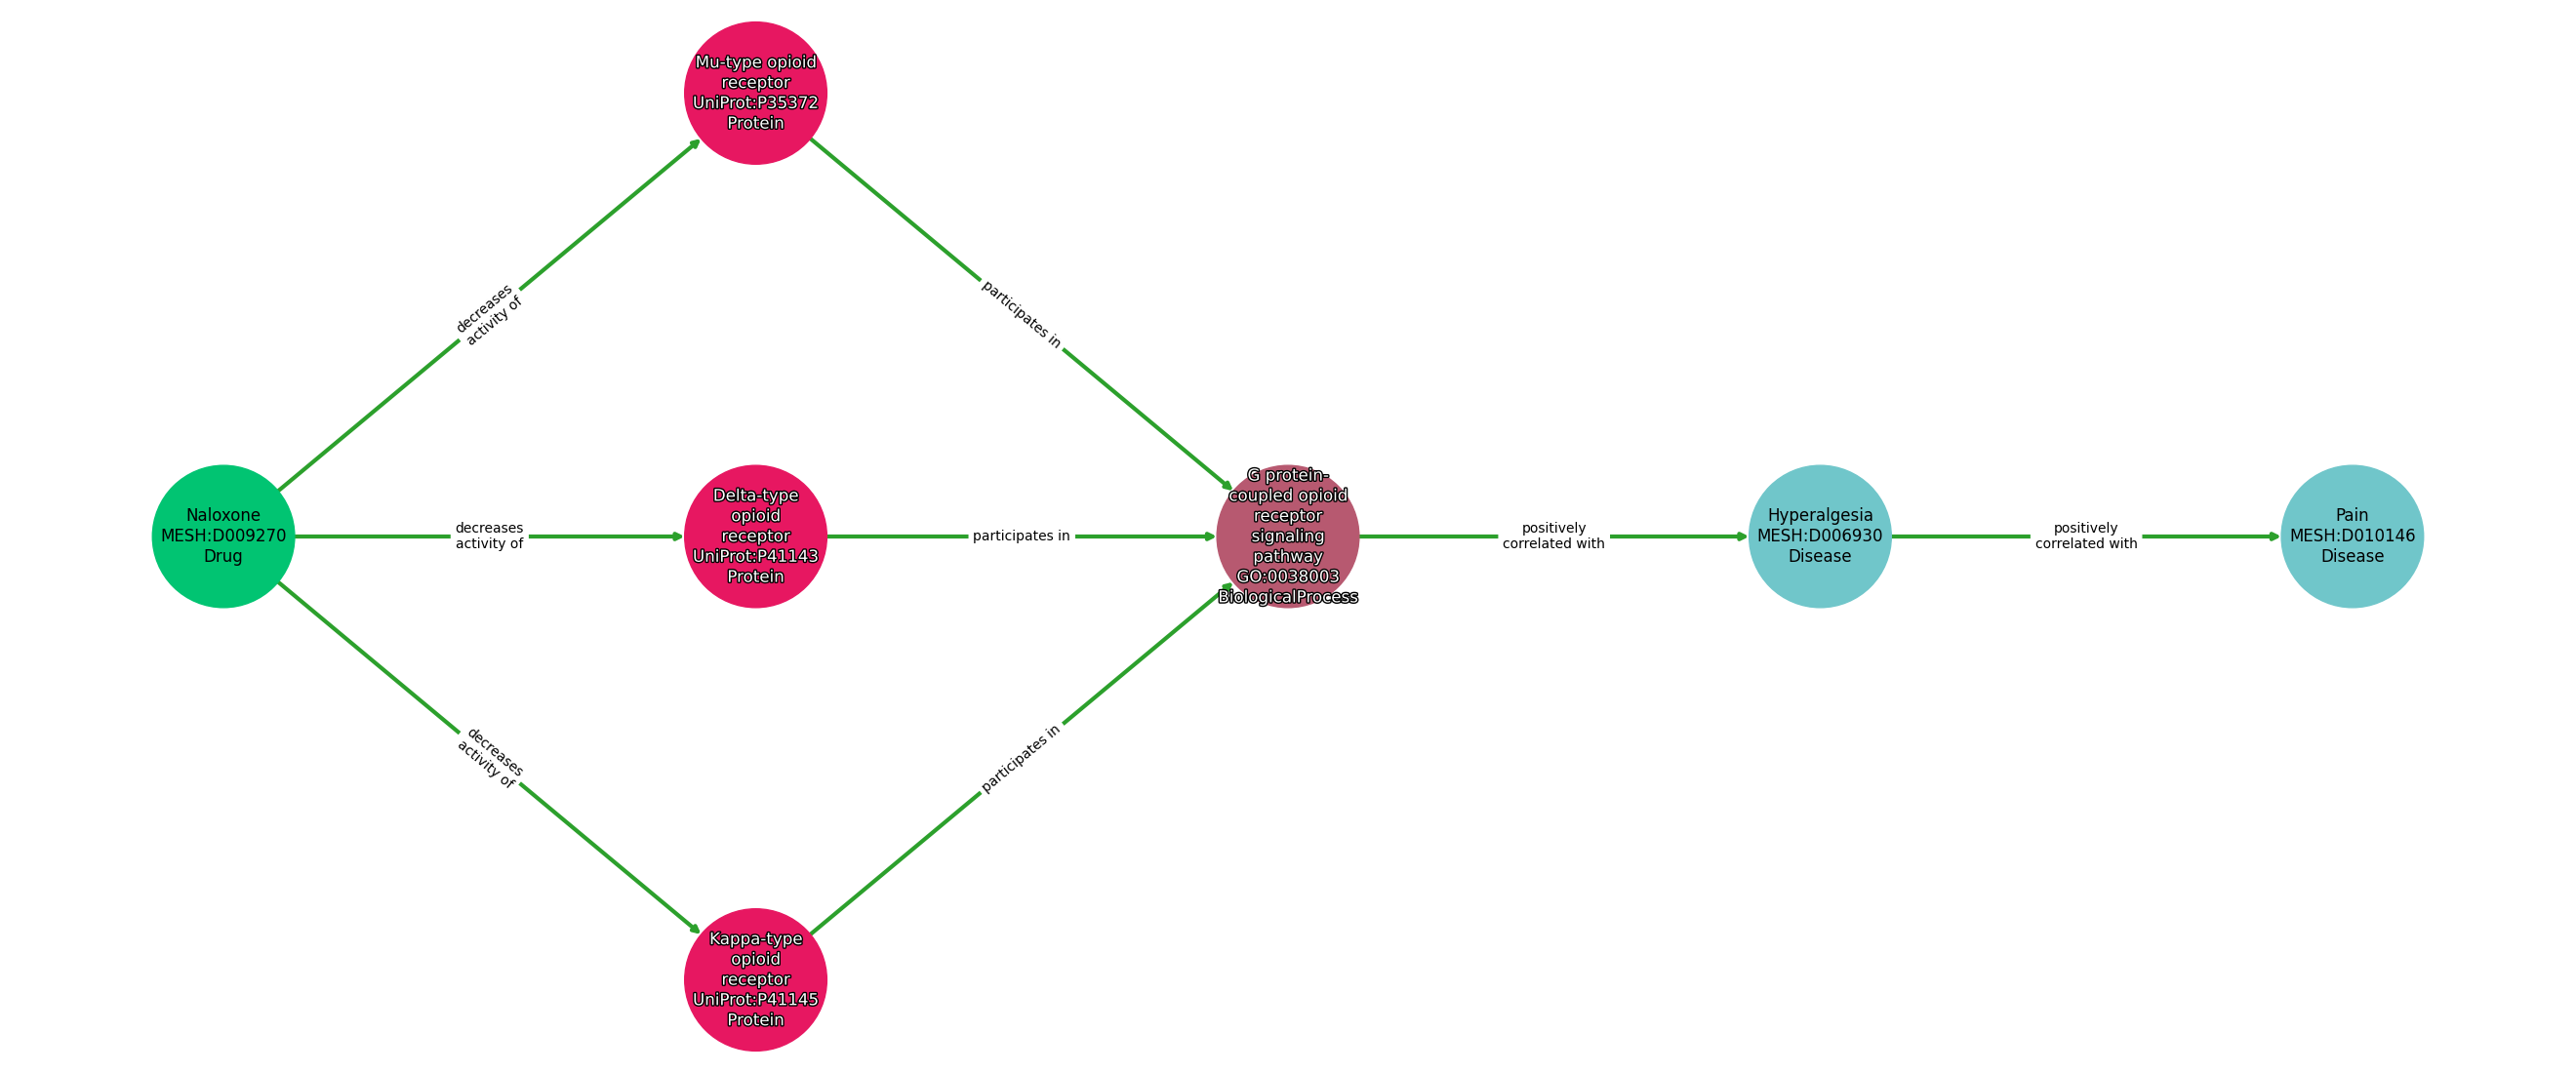 Mu-type opioid
receptor
UniProt:P35372
Protein
decreases
activity of
participates in
Naloxone
MESH:D009270
Drug
decreases
activity of
Delta-type
opioid
receptor
UniProt:P41143
Protein
participates in
G protein-
coupled opioid
receptor
signaling
pathway
GO:0038003
BiologicalProcess
positively
correlated with
Hyperalgesia
MESH:D006930
Disease
positively
correlated with
Pain
MESH:D010146
Disease
decreases
activity of
participates in
Kappa-type
opioid
receptor
UniProt:P41145
Protein